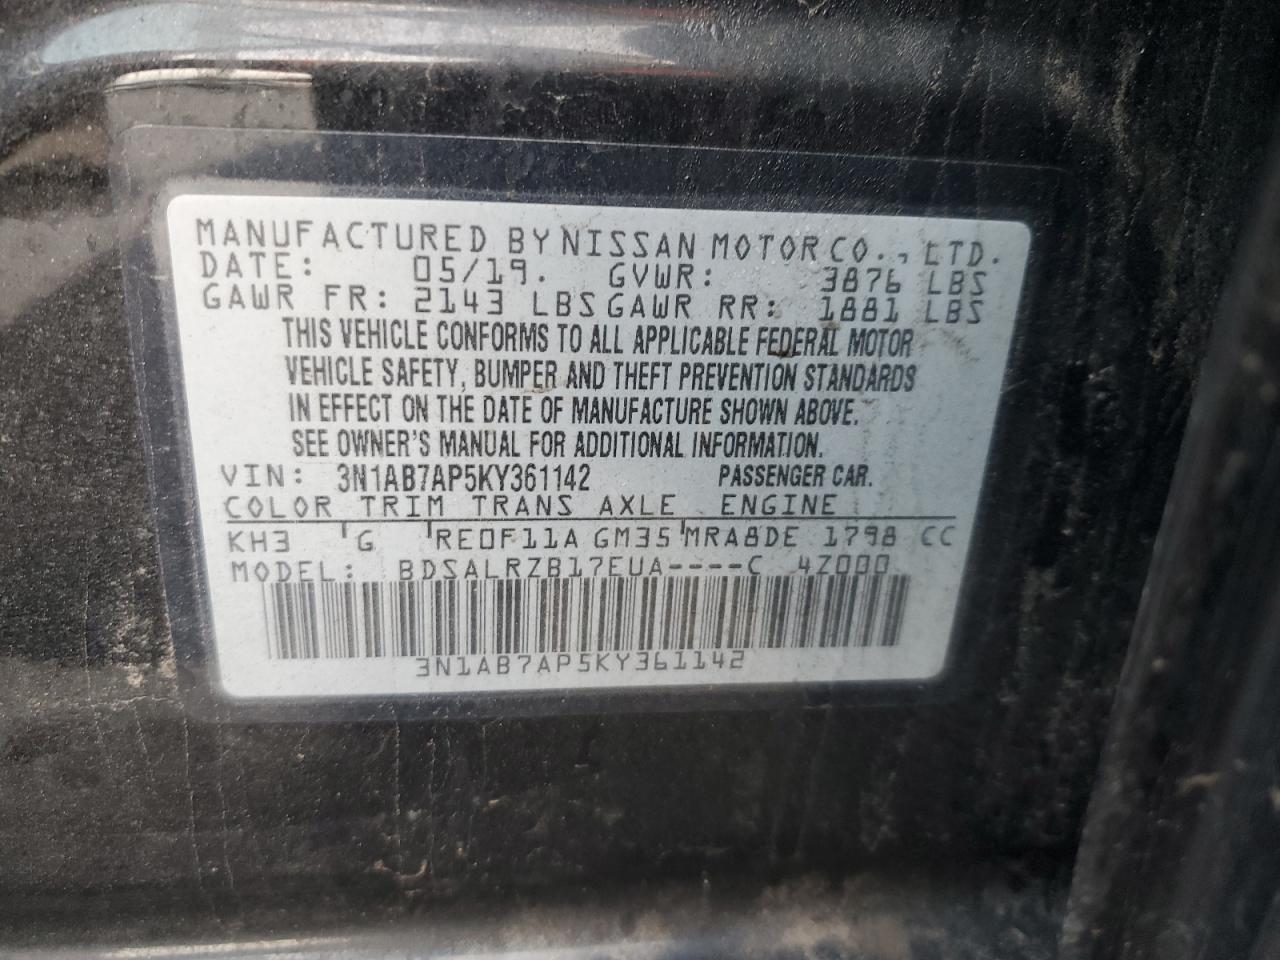 MANUFACTURED BY NISSAN MOTOR CO., LTD.
DATE: 05/19. GVWR: 3876 LBS
GAWR FR: 2143 LBS GAWR RR: 1881 LBS
THIS VEHICLE CONFORMS TO ALL APPLICABLE FEDERAL MOTOR
VEHICLE SAFETY, BUMPER AND THEFT PREVENTION STANDARDS
IN EFFECT ON THE DATE OF MANUFACTURE SHOWN ABOVE.
SEE OWNER'S MANUAL FOR ADDITIONAL INFORMATION.
VIN: 3N1AB7AP5KY361142 PASSENGER CAR.
COLOR TRIM TRANS AXLE ENGINE
KH3 G RE0F11A GM35 MRA8DE 1798 CC
MODEL: BDSALRZB17EUA----C 4Z000
3N1AB7AP5KY361142